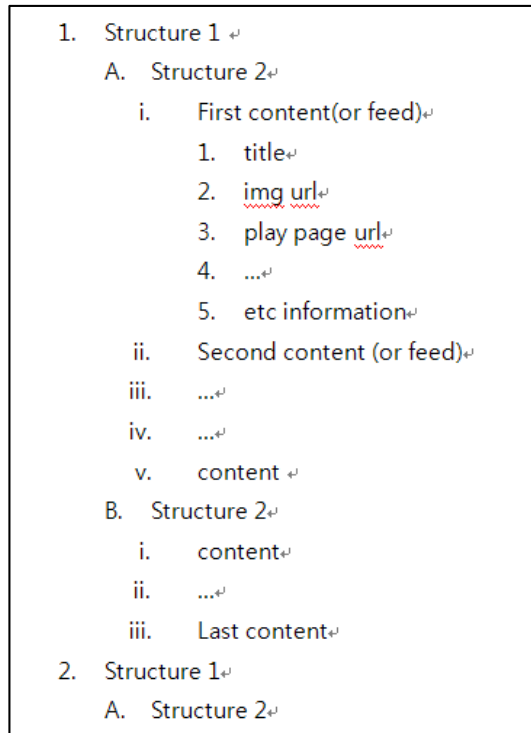 1. Structure 1
A. Structure 2
i. First content(or feed)
1. title
2. img url
3. play page url
4. ...
5. etc information
ii. Second content (or feed)
iii. ...
iv. ...
v. content
B. Structure 2
i. content
ii. ...
iii. Last content
2. Structure 1
A. Structure 2